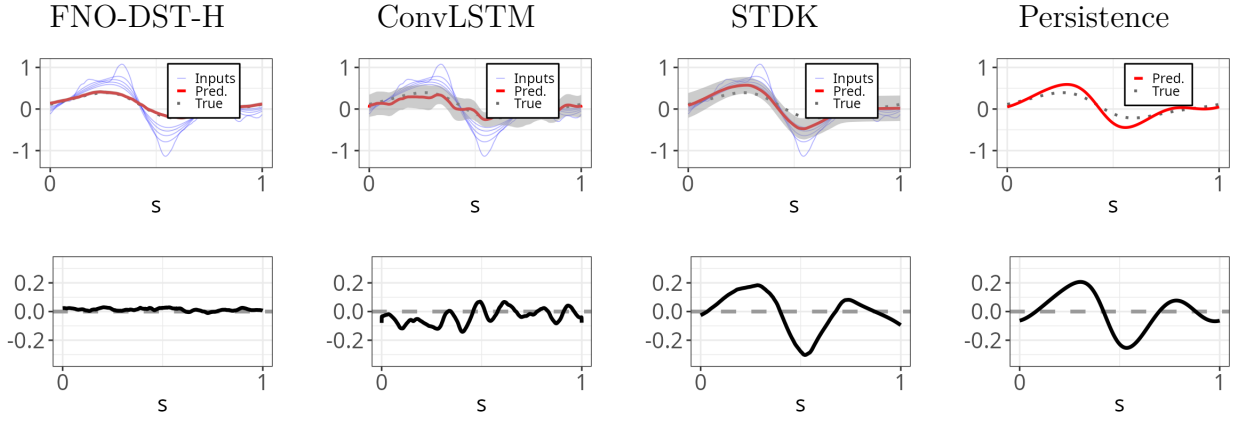 FNO-DST-H ConvLSTM STDK Persistence
1 Inputs 1 Inputs 1 Inputs 1 Pred.
Pred. Pred. Pred. True
True True True
0 0 0 0
-1 -1 -1 -1
0 1 0 1 0 1 0 1
s s s s
0.2 0.2 0.2 0.2
0.0 0.0 0.0 0.0
-0.2 -0.2 -0.2 -0.2
0 1 0 1 0 1 0 1
s s s s